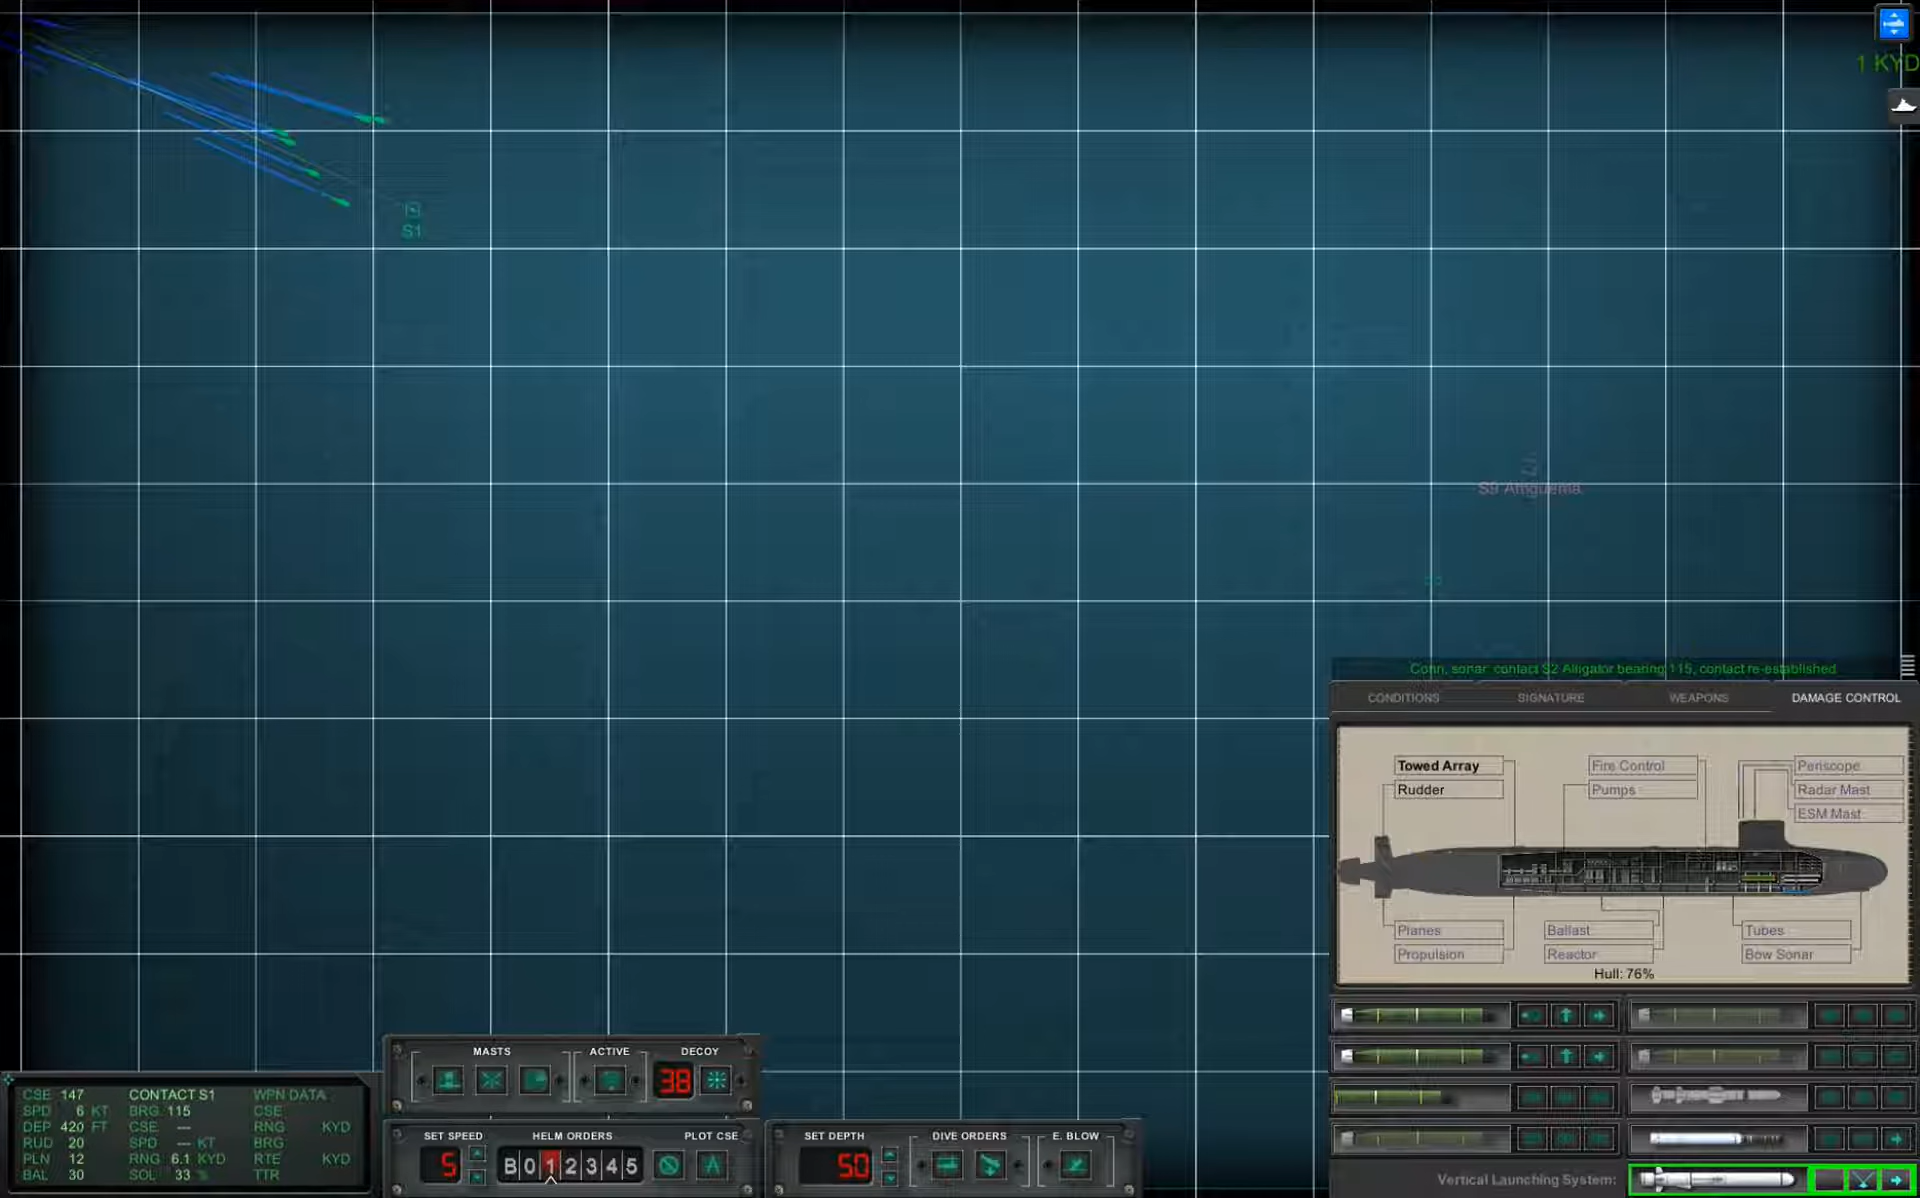 1 KYD
S1
Conn, sonar: contact S2 Alligator bearing 115, contact re-established
CONDITIONS SIGNATURE WEAPONS DAMAGE CONTROL
Towed Array Fire Control Periscope
Rudder Pumps Radar Mast
ESM Mast
Planes Ballast Tubes
Propulsion Reactor Bow Sonar
Hull: 76%
MASTS ACTIVE DECOY
38
CSE 147 CONTACT S1 WPN DATA
SPD 6 KT BRG 115 CSE
DEP 420 FT CSE --- RNG KYD
RUD 20 SPD --- KT BRG
PLN 12 RNG 6.1 KYD RTE KYD
BAL 30 SOL 33 % TTR
SET SPEED HELM ORDERS PLOT CSE SET DEPTH DIVE ORDERS E. BLOW
5 B 0 1 2 3 4 5 50
Vertical Launching System: